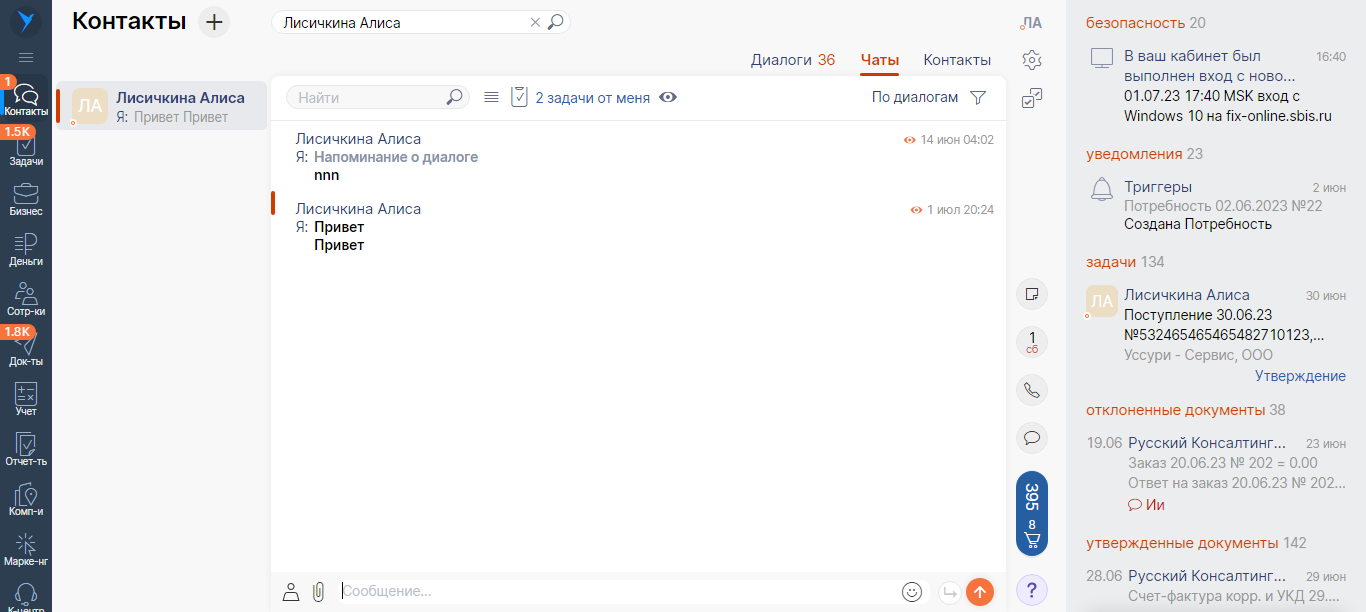 1
Контакты
1.5K
Задачи
Бизнес
Деньги
Сотр-ки
1.8K
Док-ты
Учет
Отчет-ть
Комп-и
Марке-нг
К-центр
Контакты
Лисичкина Алиса
ЛА
Лисичкина Алиса
Я: Привет Привет
Диалоги 36 Чаты Контакты
Найти
2 задачи от меня
По диалогам
Лисичкина Алиса 14 июн 04:02
Я: Напоминание о диалоге
nnn
Лисичкина Алиса 1 июл 20:24
Я: Привет
Привет
Сообщение...
ЛА
1
сб
395
8
?
безопасность 20
В ваш кабинет был 16:40
выполнен вход с ново...
01.07.23 17:40 MSK вход с
Windows 10 на fix-online.sbis.ru
уведомления 23
Триггеры 2 июн
Потребность 02.06.2023 №22
Создана Потребность
задачи 134
ЛА
Лисичкина Алиса 30 июн
Поступление 30.06.23
№532465465465482710123,...
Уссури - Сервис, ООО
Утверждение
отклоненные документы 38
19.06 Русский Консалтинг... 23 июн
Заказ 20.06.23 № 202 = 0.00
Ответ на заказ 20.06.23 № 202...
Ии
утвержденные документы 142
28.06 Русский Консалтинг... 29 июн
Счет-фактура корр. и УКД 29....